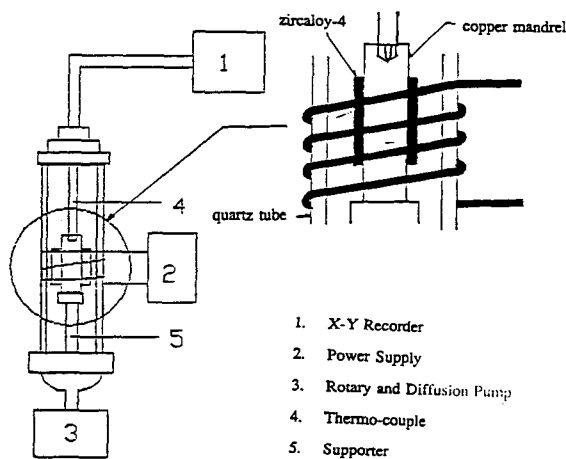 zircaloy-4
copper mandrel
1
4
quartz tube
2
5
3
1. X-Y Recorder
2. Power Supply
3. Rotary and Diffusion Pump
4. Thermo-couple
5. Supporter